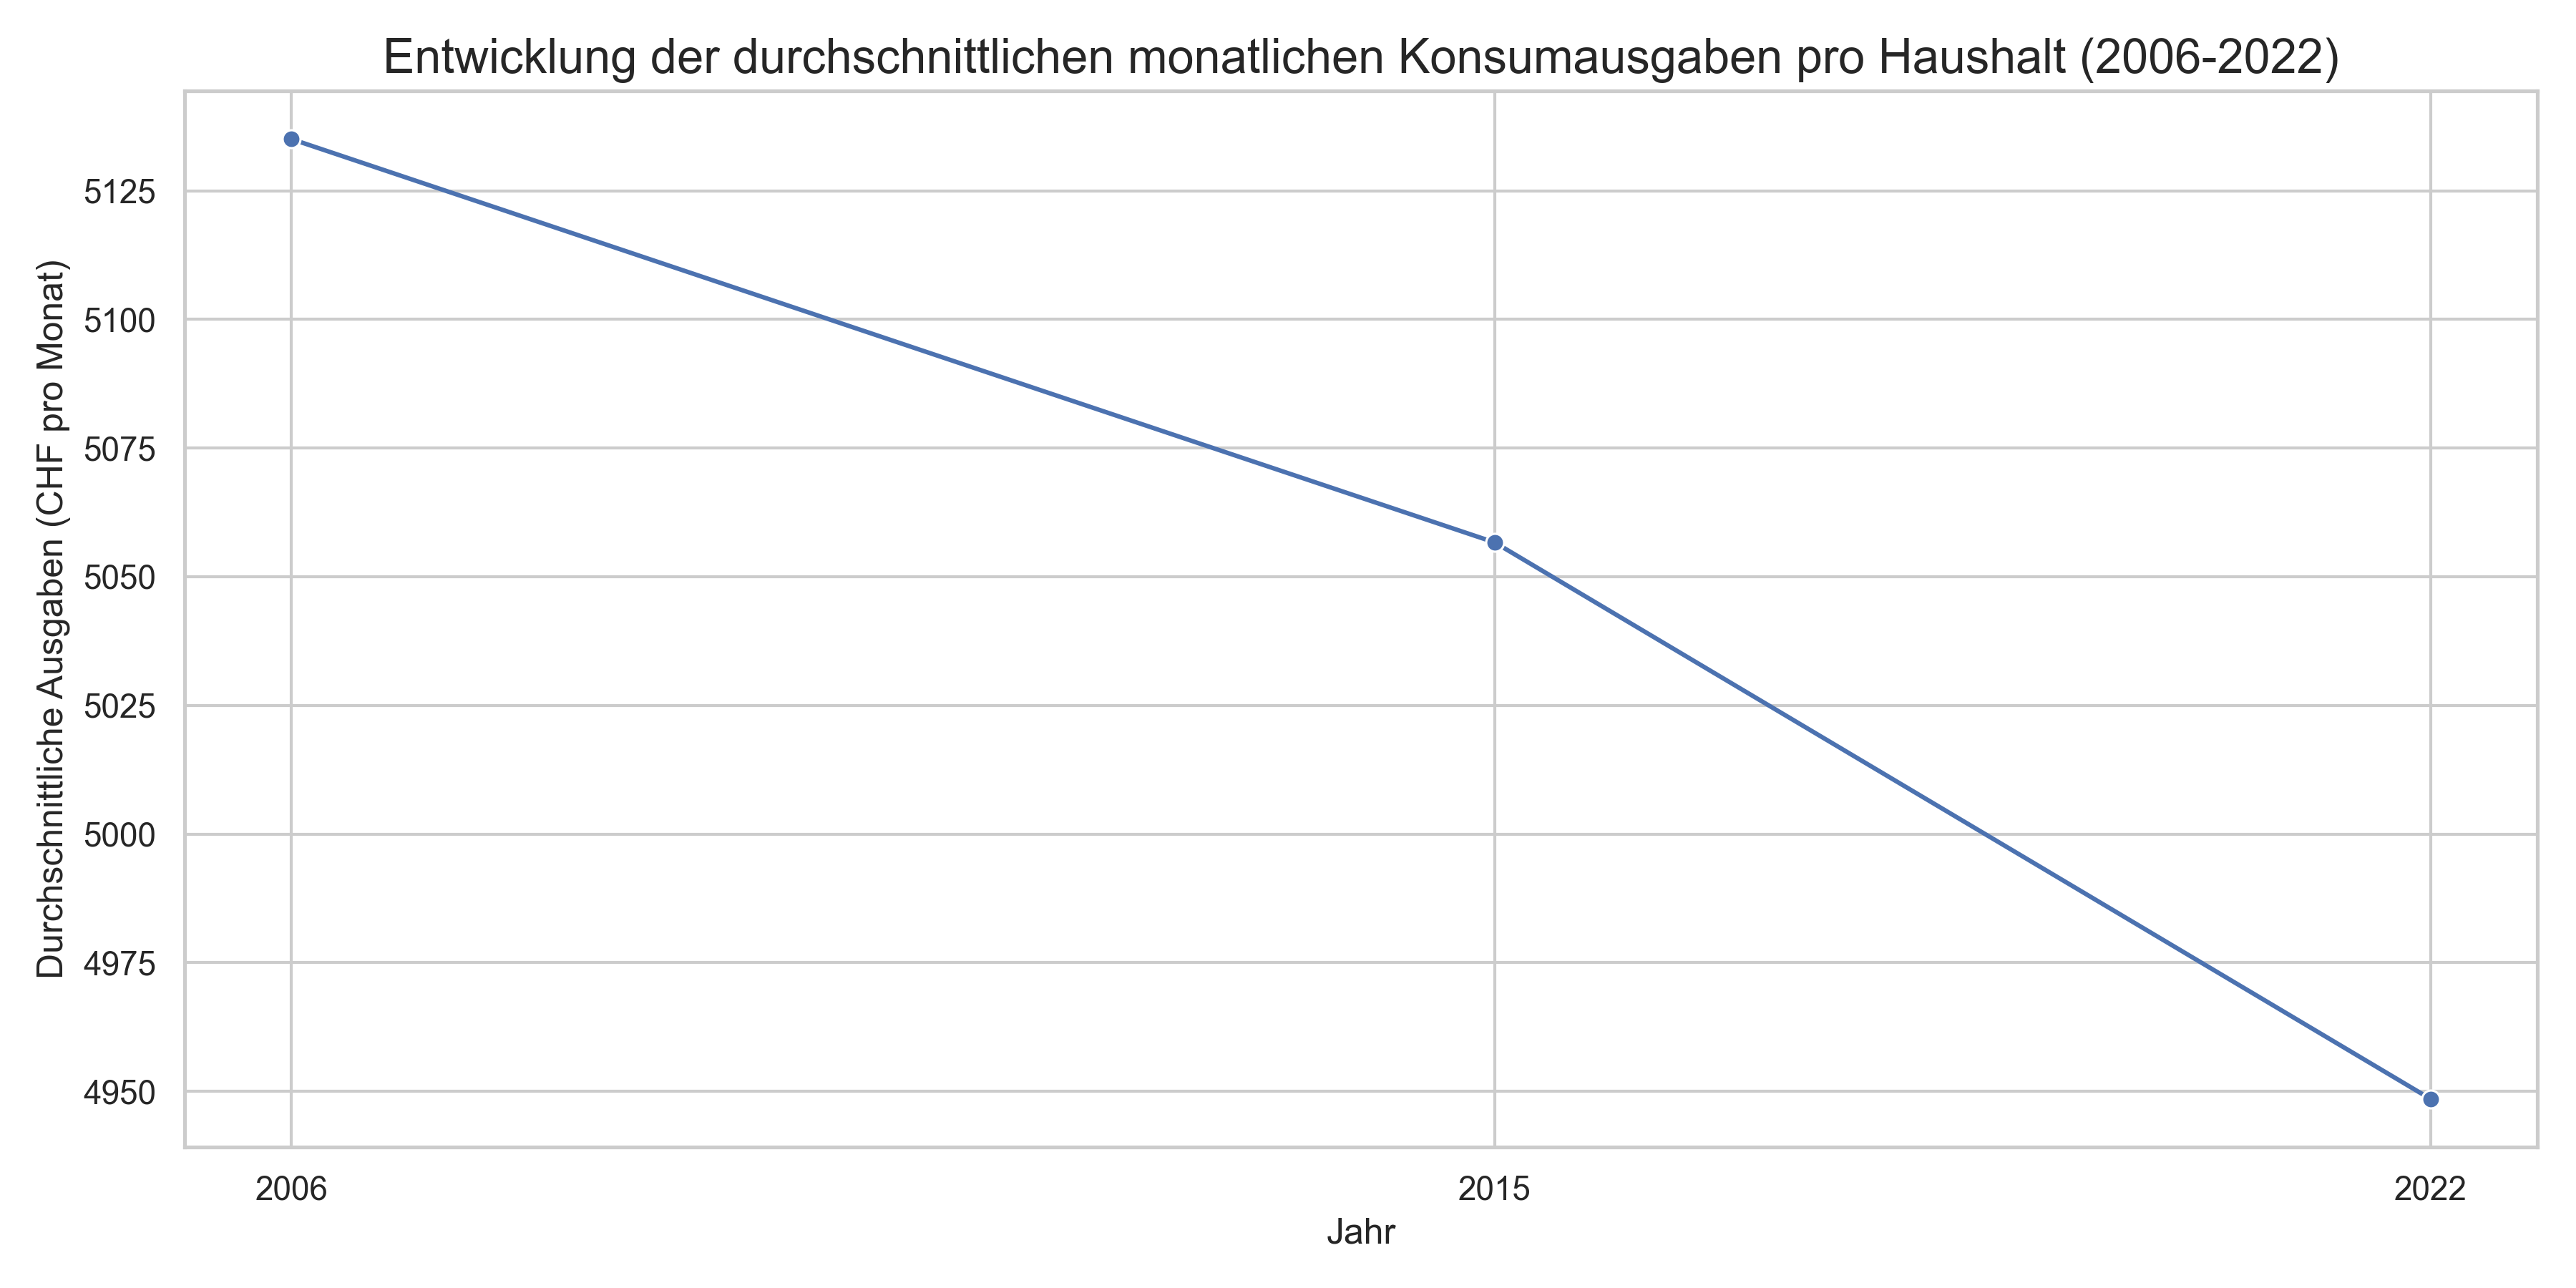 Entwicklung der durchschnittlichen monatlichen Konsumausgaben pro Haushalt (2006-2022)
Durchschnittliche Ausgaben (CHF pro Monat)
5125
5100
5075
5050
5025
5000
4975
4950
2006 2015 2022
Jahr